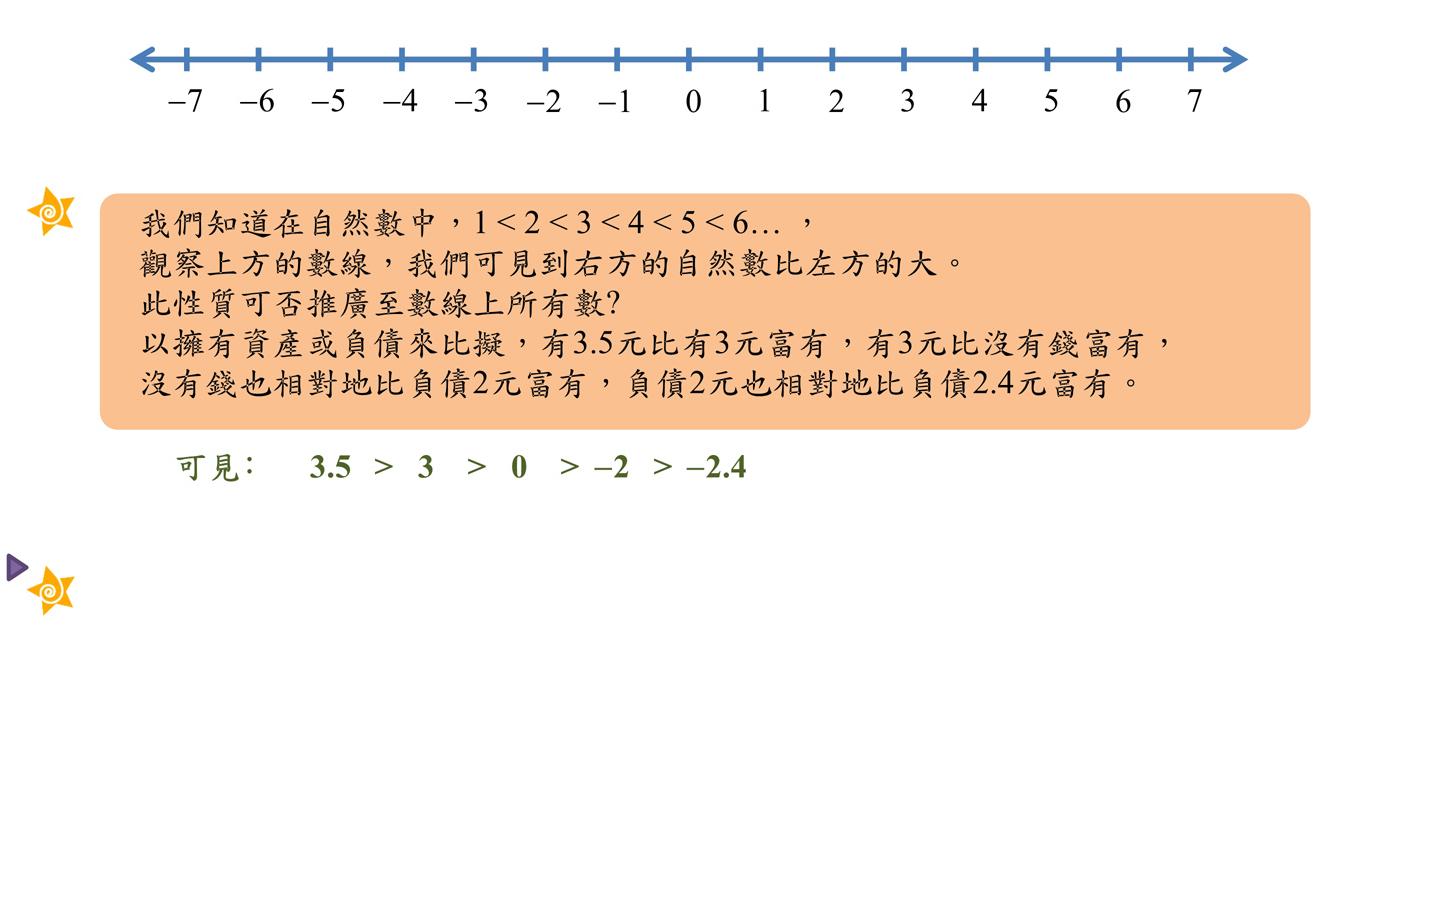 −7 −6 −5 −4 −3 −2 −1 0 1 2 3 4 5 6 7
我們知道在自然數中，1 < 2 < 3 < 4 < 5 < 6… ，
觀察上方的數線，我們可見到右方的自然數比左方的大。
此性質可否推廣至數線上所有數?
以擁有資產或負債來比擬，有3.5元比有3元富有，有3元比沒有錢富有，
沒有錢也相對地比負債2元富有，負債2元也相對地比負債2.4元富有。
可見： 3.5 > 3 > 0 > −2 > −2.4